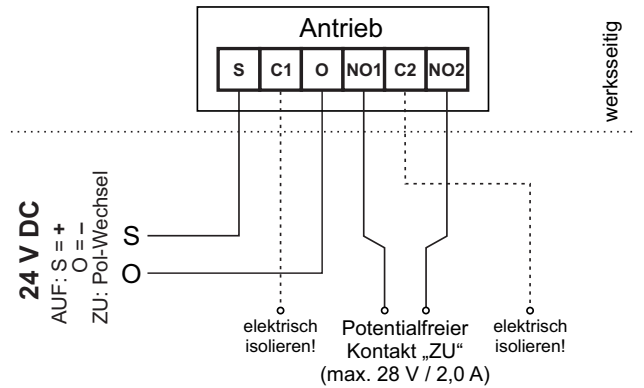 Antrieb
S C1 O NO1 C2 NO2
werksseitig
24 V DC
AUF: S = +
O = –
ZU: Pol-Wechsel
S
O
elektrisch
isolieren!
Potentialfreier
Kontakt „ZU“
(max. 28 V / 2,0 A)
elektrisch
isolieren!